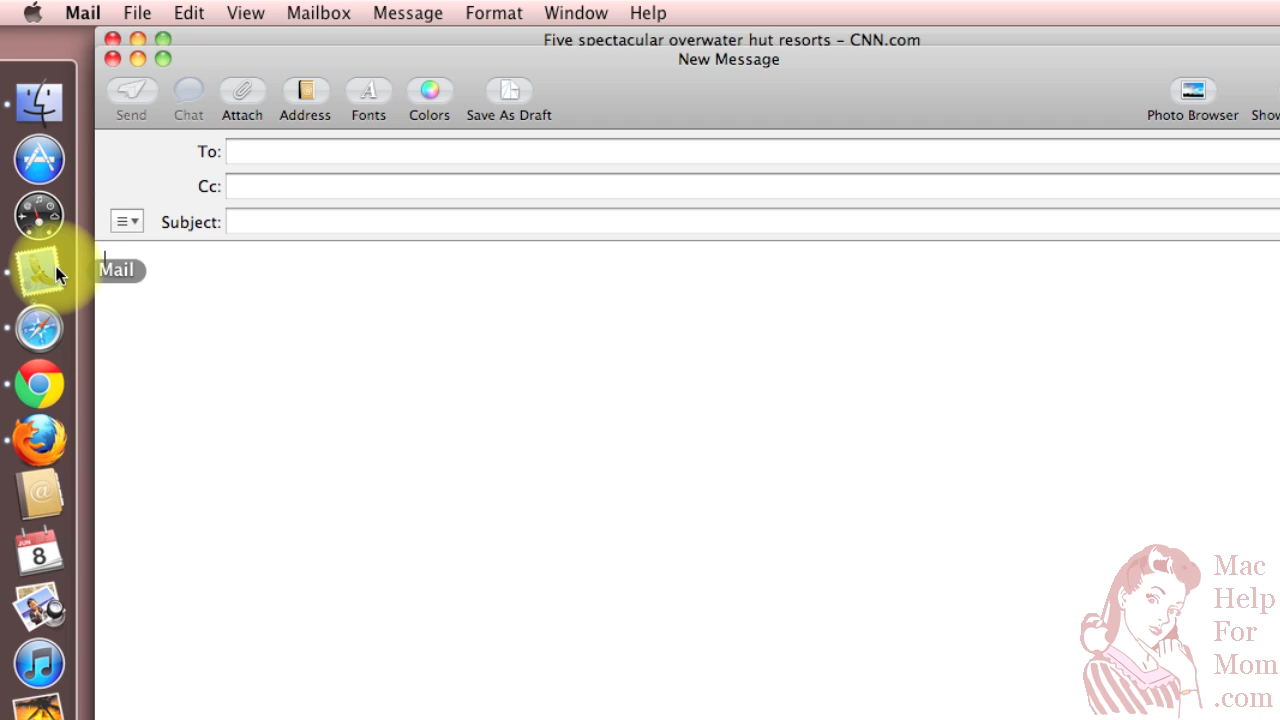 Mail File Edit View Mailbox Message Format Window Help
Five spectacular overwater hut resorts – CNN.com
New Message
Send Chat Attach Address Fonts Colors Save As Draft Photo Browser Show
To:
Cc:
Subject:
Mail
JUN
8
Mac
Help
For
Mom
.com